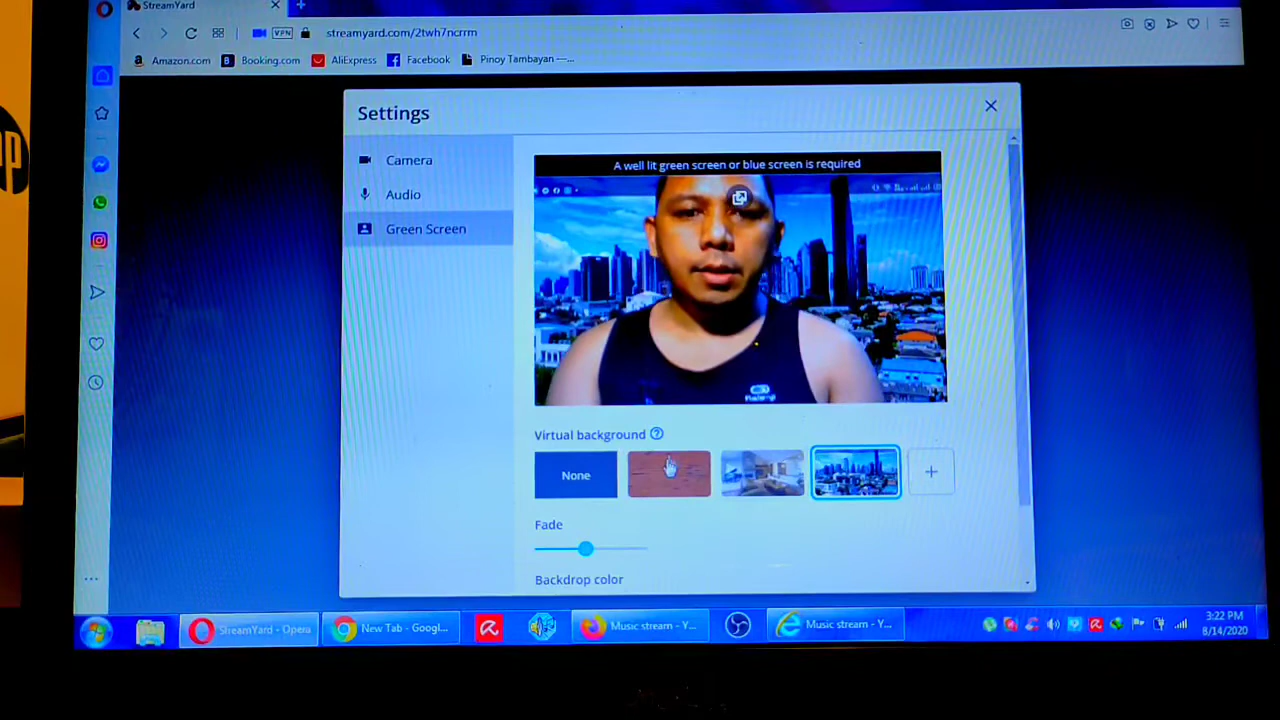 StreamYard
VPN
streamyard.com/2twh7ncrrm
Amazon.com
Booking.com
AliExpress
Facebook
Pinoy Tambayan —...
Settings
Camera
Audio
Green Screen
A well lit green screen or blue screen is required
Virtual background
None
Fade
Backdrop color
StreamYard - Opera
New Tab - Googl...
Music stream - Y...
Music stream - Y...
3:22 PM
8/14/2020